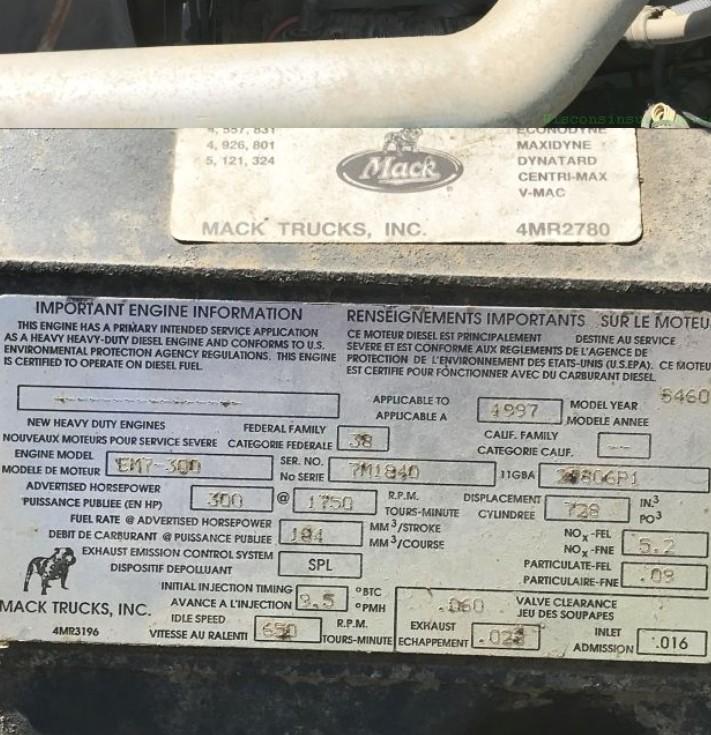 4, 557, 831
4, 926, 801
5, 121, 324
Mack
ECONODYNE
MAXIDYNE
DYNATARD
CENTRI-MAX
V-MAC
MACK TRUCKS, INC. 4MR2780
IMPORTANT ENGINE INFORMATION
THIS ENGINE HAS A PRIMARY INTENDED SERVICE APPLICATION
AS A HEAVY HEAVY-DUTY DIESEL ENGINE AND CONFORMS TO U.S.
ENVIRONMENTAL PROTECTION AGENCY REGULATIONS. THIS ENGINE
IS CERTIFIED TO OPERATE ON DIESEL FUEL.
RENSEIGNEMENTS IMPORTANTS SUR LE MOTEU
CE MOTEUR DIESEL EST PRINCIPALEMENT DESTINE AU SERVICE
SEVERE ET EST CONFORME AUX REGLEMENTS DE L'AGENCE DE
PROTECTION DE L'ENVIRONNEMENT DES ETATS-UNIS (U.S.EPA). CE MOTEU
EST CERTIFIE POUR FONCTIONNER AVEC DU CARBURANT DIESEL.
APPLICABLE TO
APPLICABLE A
1997
MODEL YEAR
MODELE ANNEE
5460
NEW HEAVY DUTY ENGINES
NOUVEAUX MOTEURS POUR SERVICE SEVERE
FEDERAL FAMILY
CATEGORIE FEDERALE
38
CALIF. FAMILY
CATEGORIE CALIF.
--
ENGINE MODEL
MODELE DE MOTEUR
EM7-300
SER. NO.
No SERIE
7M1840
11GBA
ADVERTISED HORSEPOWER
PUISSANCE PUBLIEE (EN HP)
300
@
1750
R.P.M.
TOURS-MINUTE
DISPLACEMENT
CYLINDREE
728
IN.³
PO³
FUEL RATE @ ADVERTISED HORSEPOWER
DEBIT DE CARBURANT @ PUISSANCE PUBLIEE
184
MM³/STROKE
MM³/COURSE
NOX-FEL
NOX-FNE
5.2
EXHAUST EMISSION CONTROL SYSTEM
DISPOSITIF DEPOLLUANT
SPL
PARTICULATE-FEL
PARTICULAIRE-FNE
.09
INITIAL INJECTION TIMING
AVANCE A L'INJECTION
9.5
°BTC
°PMH
.060
VALVE CLEARANCE
JEU DES SOUPAPES
MACK TRUCKS, INC.
4MR3196
IDLE SPEED
VITESSE AU RALENTI
650
R.P.M.
TOURS-MINUTE
EXHAUST
ECHAPPEMENT
INLET
ADMISSION
.016